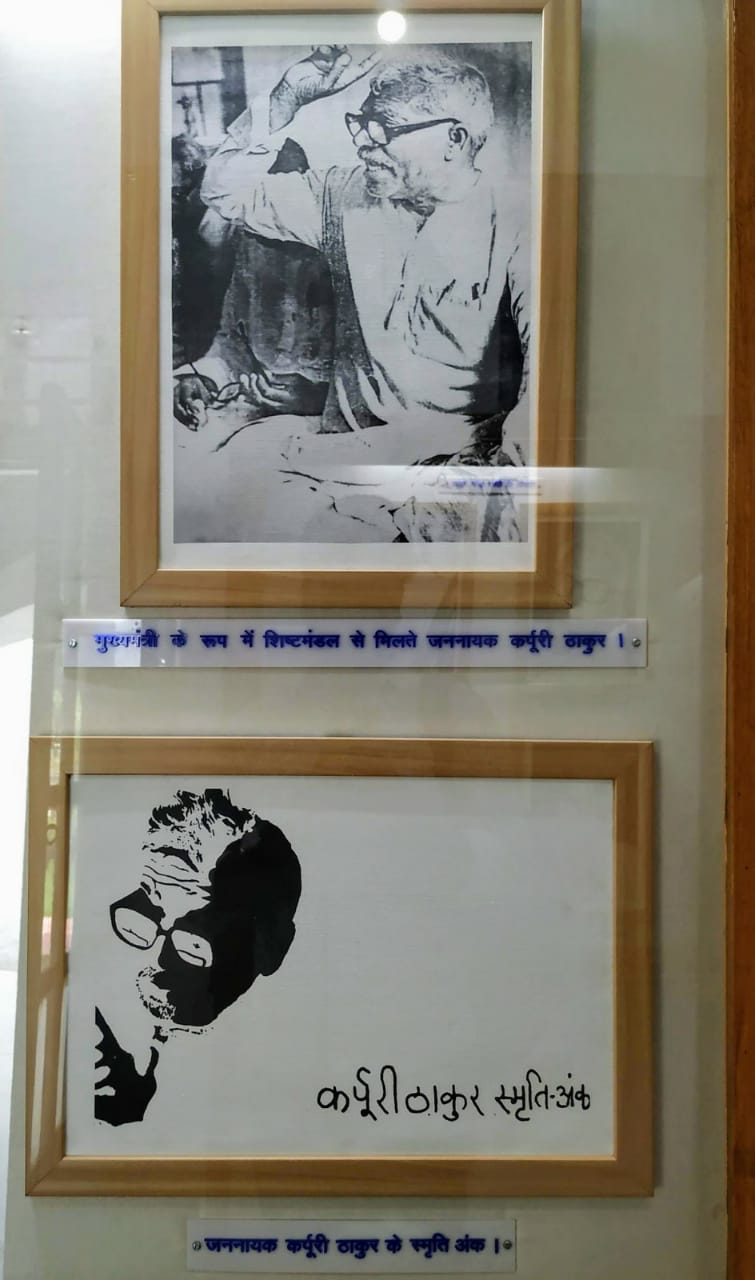 मुख्यमंत्री के रूप में शिष्टमंडल से मिलते जननायक कर्पूरी ठाकुर ।
कर्पूरी ठाकुर स्मृति-अंक
जननायक कर्पूरी ठाकुर के स्मृति अंक ।